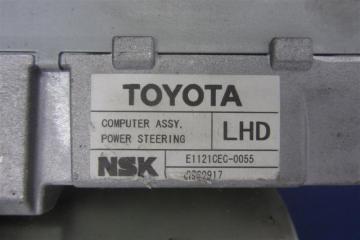 TOYOTA
COMPUTER ASSY.
POWER STEERING
LHD
NSK
E1121CEC-0055